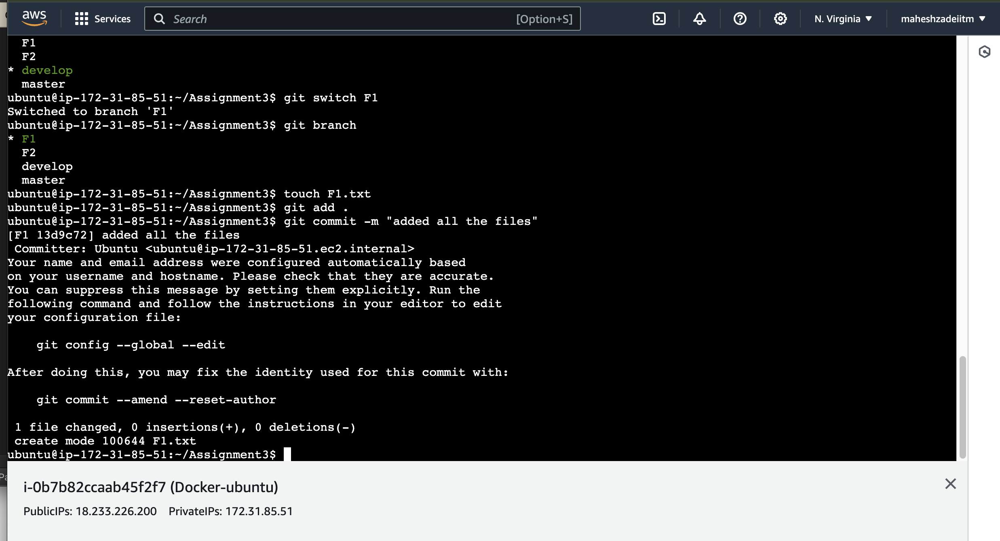 aws
Services
Search [Option+S]
N. Virginia
maheshzadeiitm
F1
F2
* develop
master
ubuntu@ip-172-31-85-51:~/Assignment3$ git switch F1
Switched to branch 'F1'
ubuntu@ip-172-31-85-51:~/Assignment3$ git branch
* F1
F2
develop
master
ubuntu@ip-172-31-85-51:~/Assignment3$ touch F1.txt
ubuntu@ip-172-31-85-51:~/Assignment3$ git add .
ubuntu@ip-172-31-85-51:~/Assignment3$ git commit -m "added all the files"
[F1 13d9c72] added all the files
Committer: Ubuntu <ubuntu@ip-172-31-85-51.ec2.internal>
Your name and email address were configured automatically based
on your username and hostname. Please check that they are accurate.
You can suppress this message by setting them explicitly. Run the
following command and follow the instructions in your editor to edit
your configuration file:
git config --global --edit
After doing this, you may fix the identity used for this commit with:
git commit --amend --reset-author
1 file changed, 0 insertions(+), 0 deletions(-)
create mode 100644 F1.txt
ubuntu@ip-172-31-85-51:~/Assignment3$
i-0b7b82ccaab45f2f7 (Docker-ubuntu)
PublicIPs: 18.233.226.200 PrivateIPs: 172.31.85.51